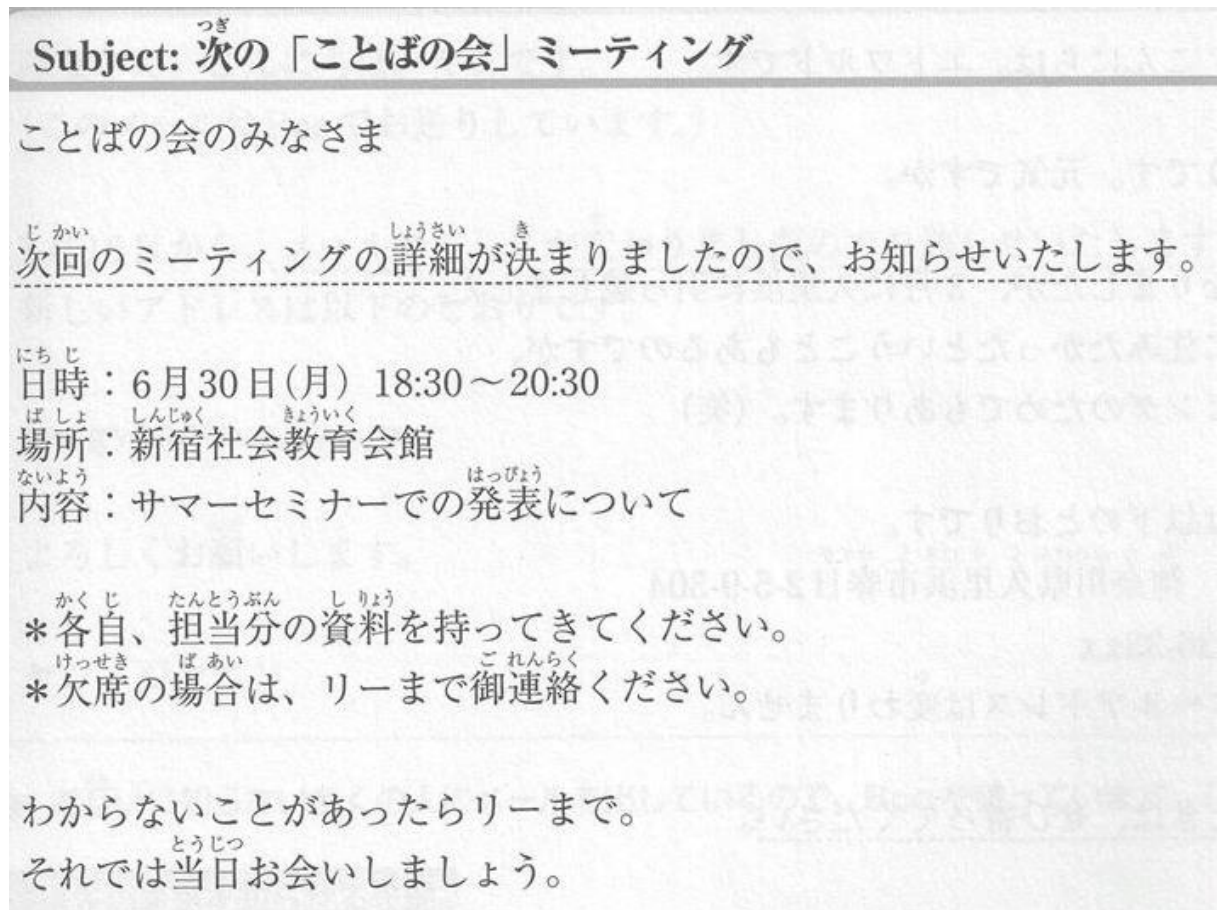 Subject: 次の「ことばの会」ミーティング
ことばの会のみなさま
次回のミーティングの詳細が決まりましたので、お知らせいたします。
日時：6月30日(月) 18:30～20:30
場所：新宿社会教育会館
内容：サマーセミナーでの発表について
＊各自、担当分の資料を持ってきてください。
＊欠席の場合は、リーまで御連絡ください。
わからないことがあったらリーまで。
それでは当日お会いしましょう。